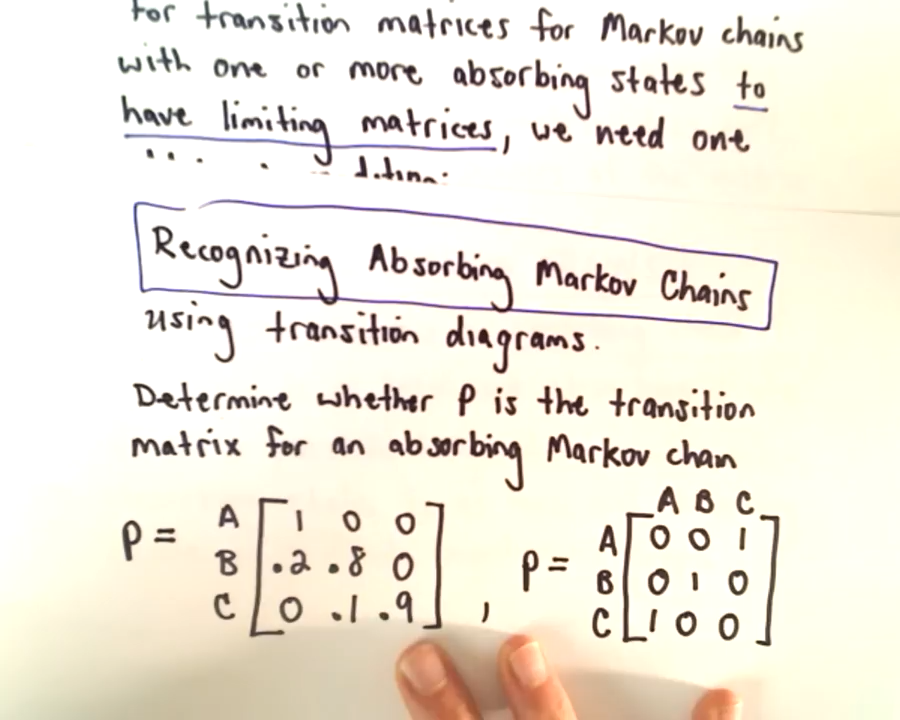 For transition matrices for Markov chains
with one or more absorbing states to
have limiting matrices, we need one
Recognizing Absorbing Markov Chains
using transition diagrams.
Determine whether P is the transition
matrix for an absorbing Markov chain
A B C
P = A [ 1 0 0 ] P = A [ 0 0 1 ]
B [ .2 .8 0 ] B [ 0 1 0 ]
C [ 0 .1 .9 ] , C [ 1 0 0 ]